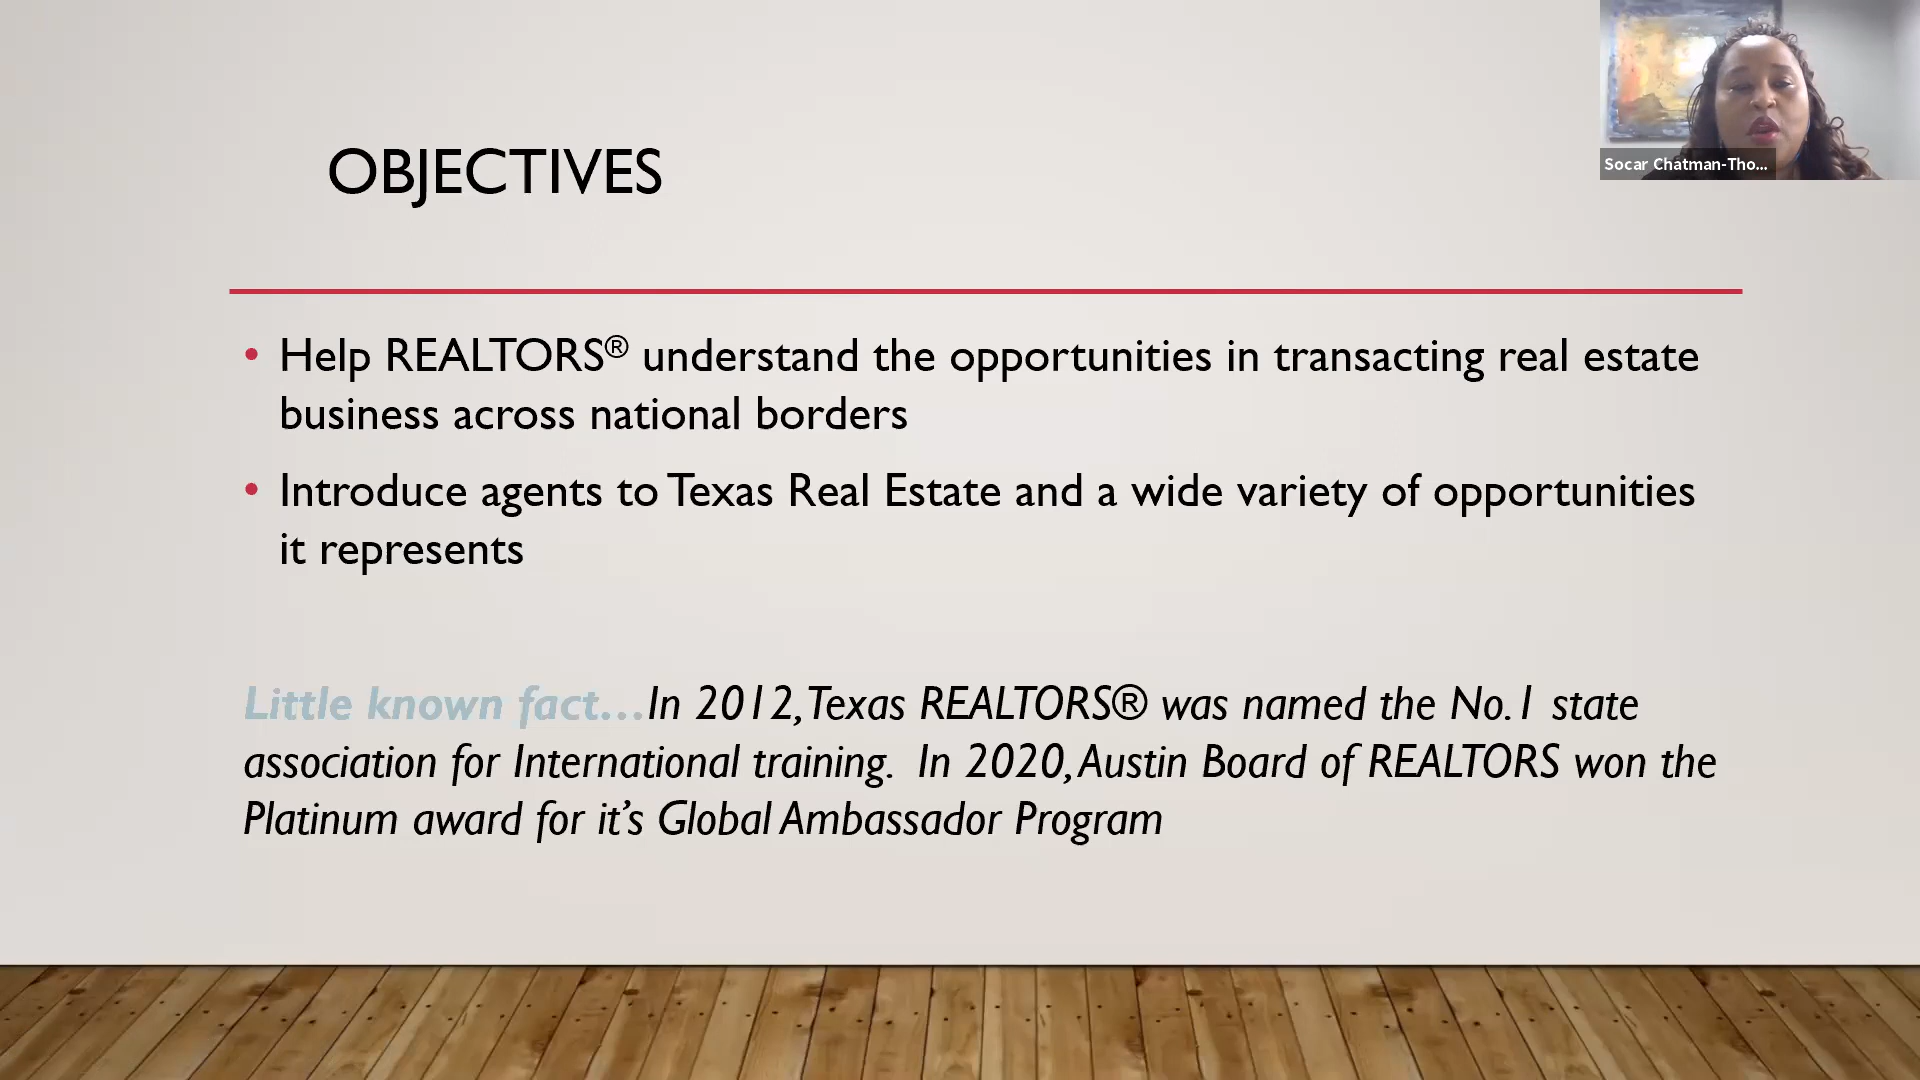 OBJECTIVES
Socar Chatman-Tho...
• Help REALTORS® understand the opportunities in transacting real estate
business across national borders
• Introduce agents to Texas Real Estate and a wide variety of opportunities
it represents
Little known fact...In 2012, Texas REALTORS® was named the No.1 state
association for International training. In 2020, Austin Board of REALTORS won the
Platinum award for it’s Global Ambassador Program